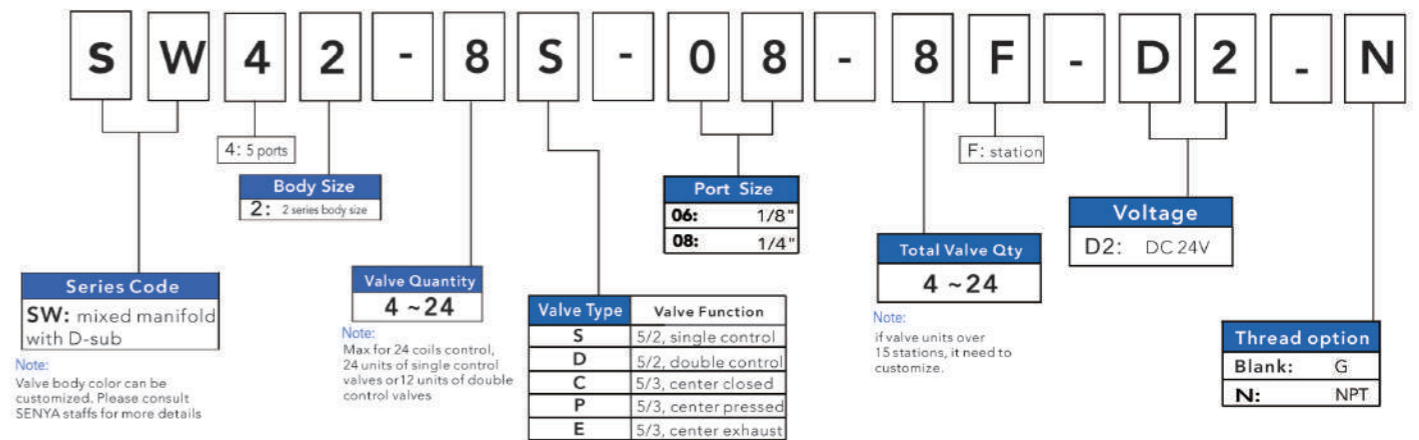 S W 4 2 - 8 S - 0 8 - 8 F - D 2 - N
4: 5 ports
F: station
Body Size
2: 2 series body size
Port Size
06: 1/8"
08: 1/4"
Voltage
D2: DC 24V
Total Valve Qty
4 ~24
Note:
if valve units over
15 stations, it need to
customize.
Series Code
SW: mixed manifold
with D-sub
Note:
Valve body color can be
customized. Please consult
SENYA staffs for more details
Valve Quantity
4 ~24
Note:
Max for 24 coils control,
24 units of single control
valves or12 units of double
control valves
Valve Type Valve Function
S 5/2, single control
D 5/2, double control
C 5/3, center closed
P 5/3, center pressed
E 5/3, center exhaust
Thread option
Blank: G
N: NPT